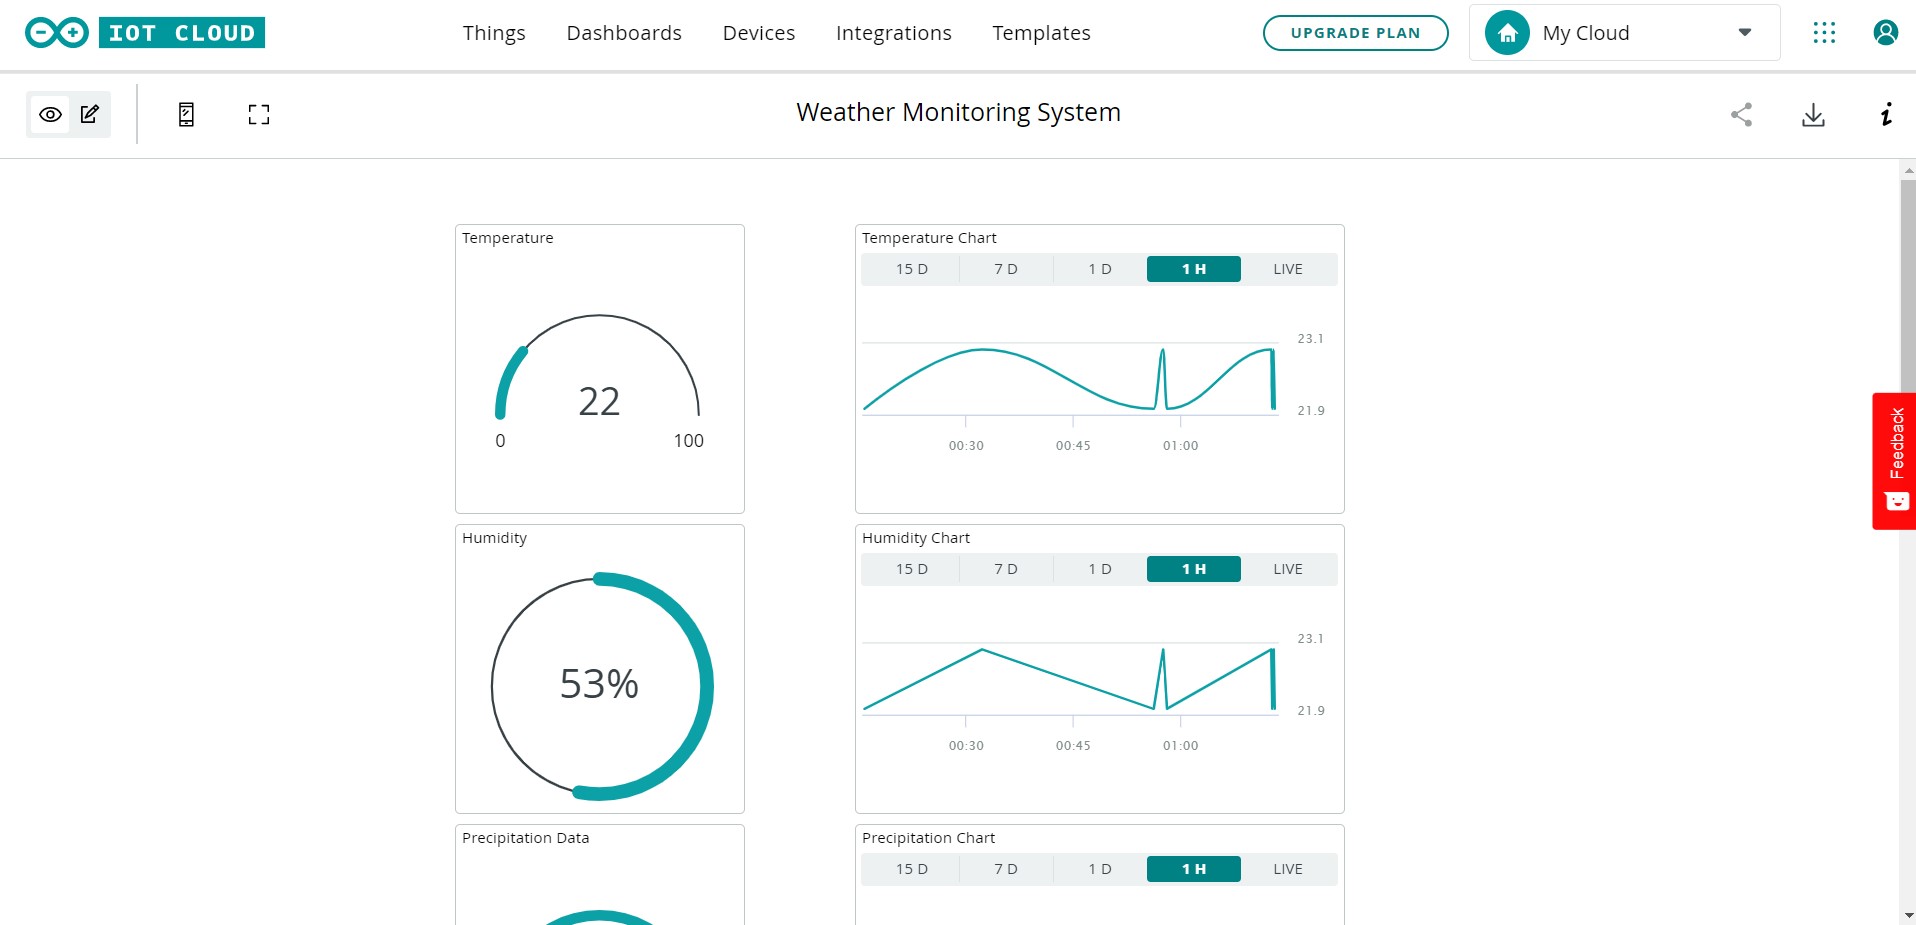 IOT CLOUD
Things Dashboards Devices Integrations Templates
UPGRADE PLAN
My Cloud
Weather Monitoring System
Temperature
22
0 100
Temperature Chart
15 D 7 D 1 D 1 H LIVE
23.1
21.9
00:30 00:45 01:00
Feedback
Humidity
53%
Humidity Chart
15 D 7 D 1 D 1 H LIVE
23.1
21.9
00:30 00:45 01:00
Precipitation Data
Precipitation Chart
15 D 7 D 1 D 1 H LIVE